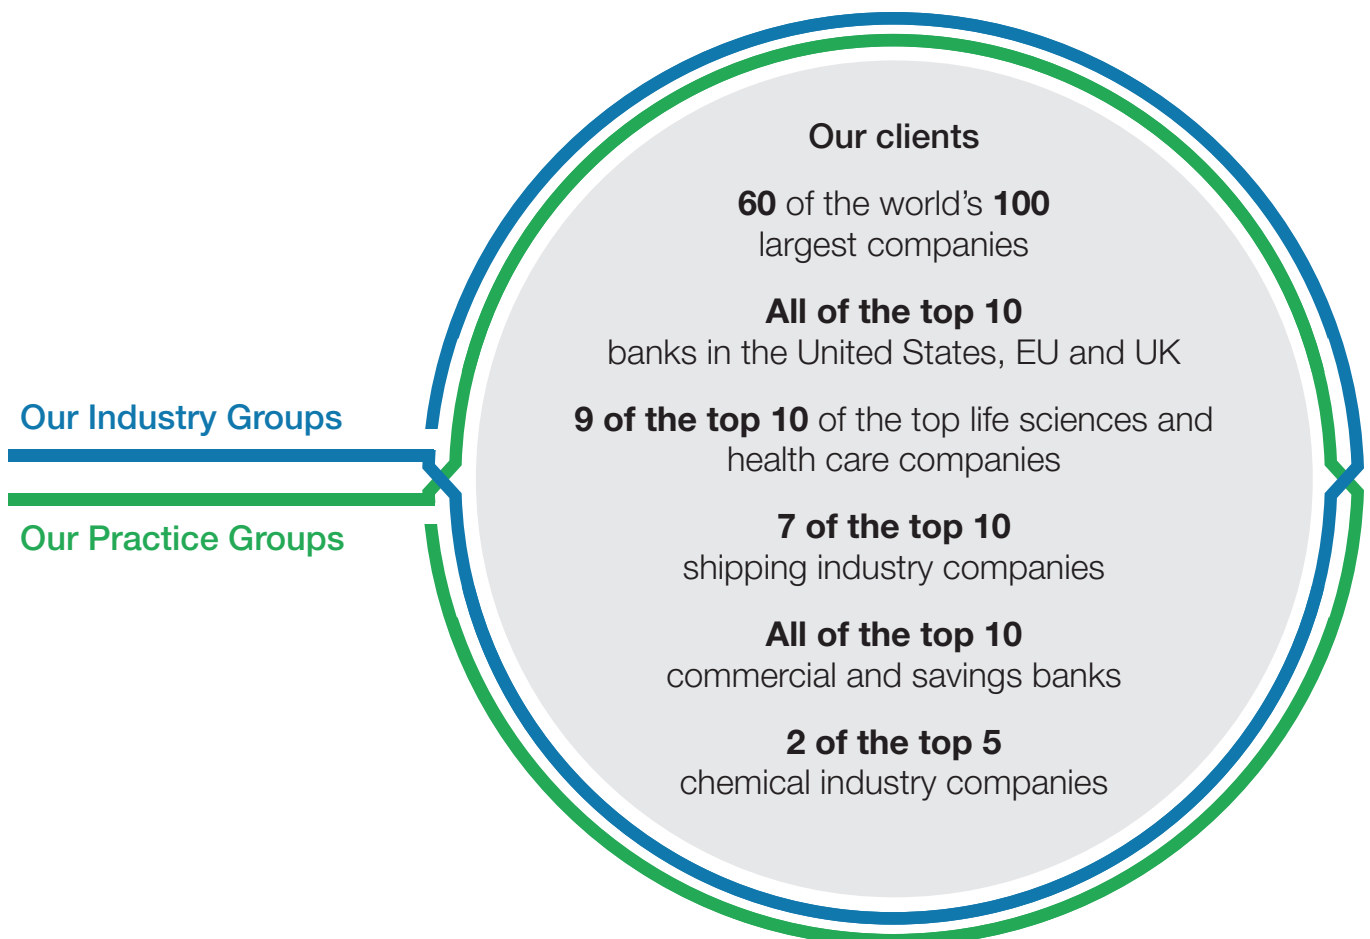 Our clients
60 of the world’s 100
largest companies
All of the top 10
banks in the United States, EU and UK
9 of the top 10 of the top life sciences and
health care companies
7 of the top 10
shipping industry companies
All of the top 10
commercial and savings banks
2 of the top 5
chemical industry companies
Our Industry Groups
Our Practice Groups